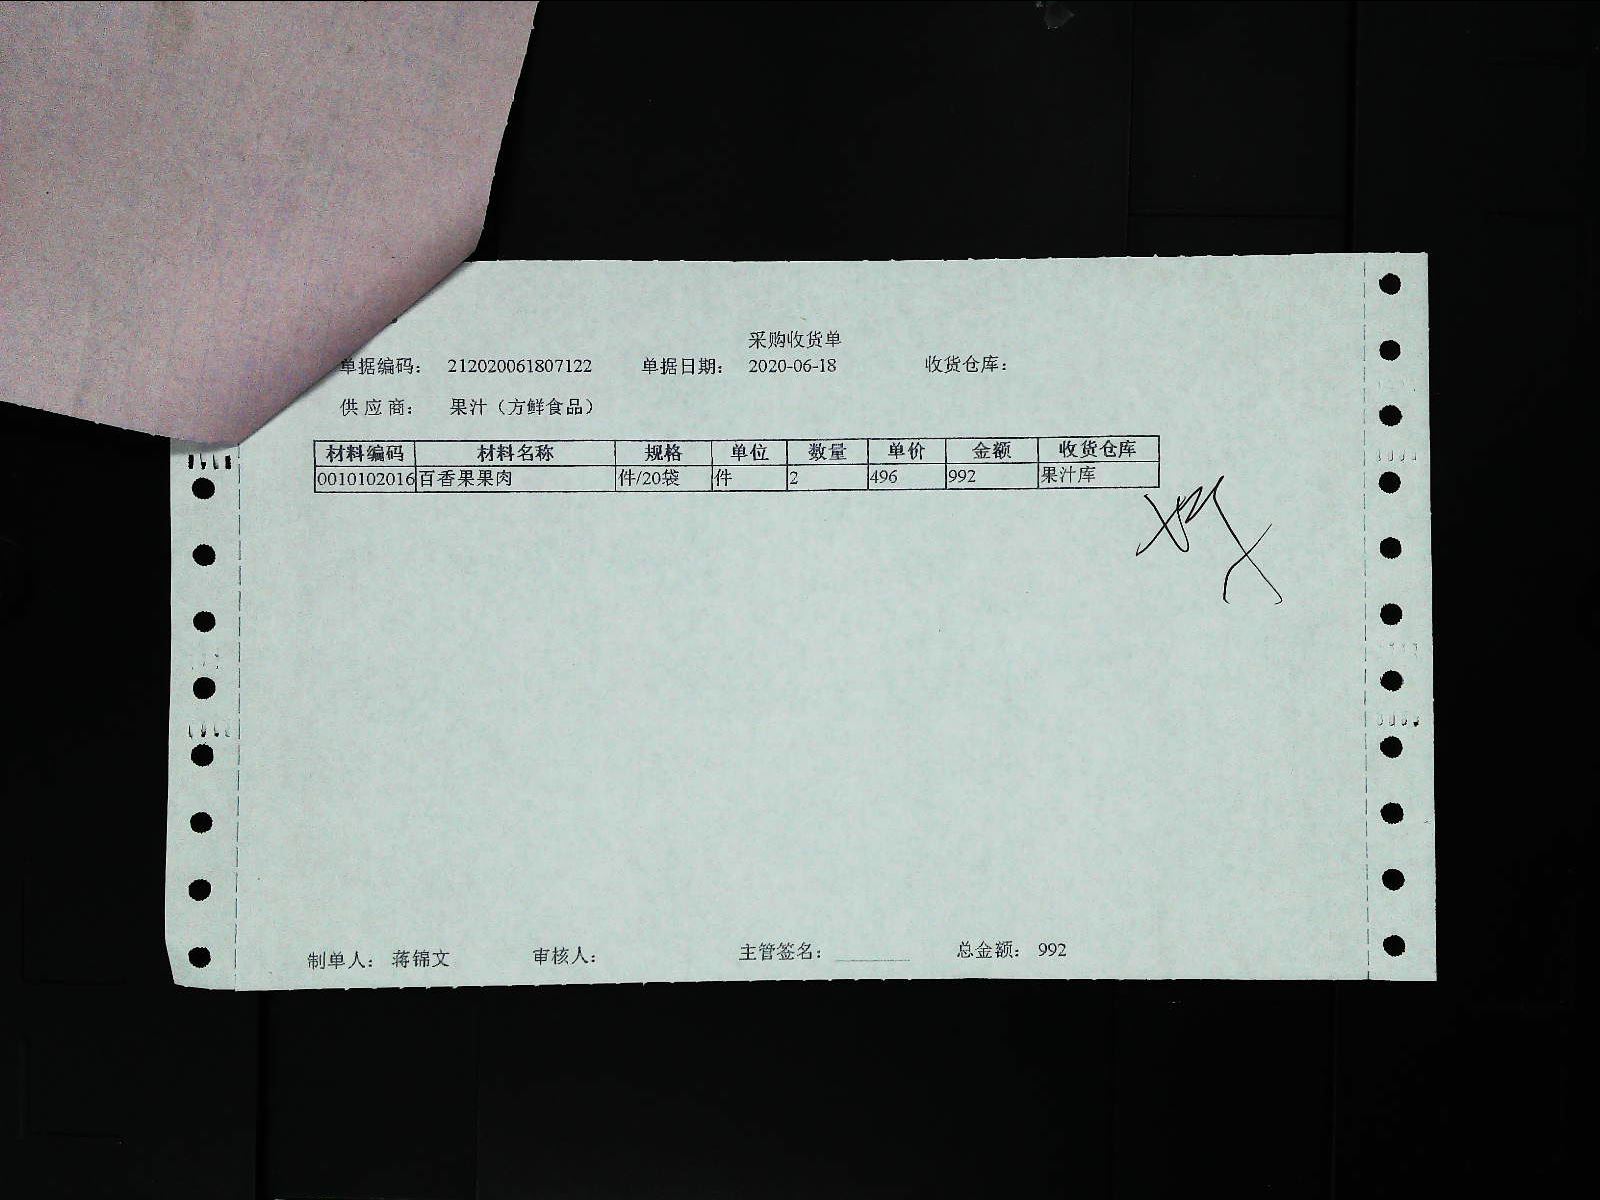 采购收货单
单据编码： 212020061807122 单据日期： 2020-06-18 收货仓库：
供应商： 果汁（方鲜食品）
材料编码 材料名称 规格 单位 数量 单价 金额 收货仓库
0010102016 百香果果肉 件/20袋 件 2 496 992 果汁库
制单人： 蒋锦文 审核人： 主管签名： 总金额： 992